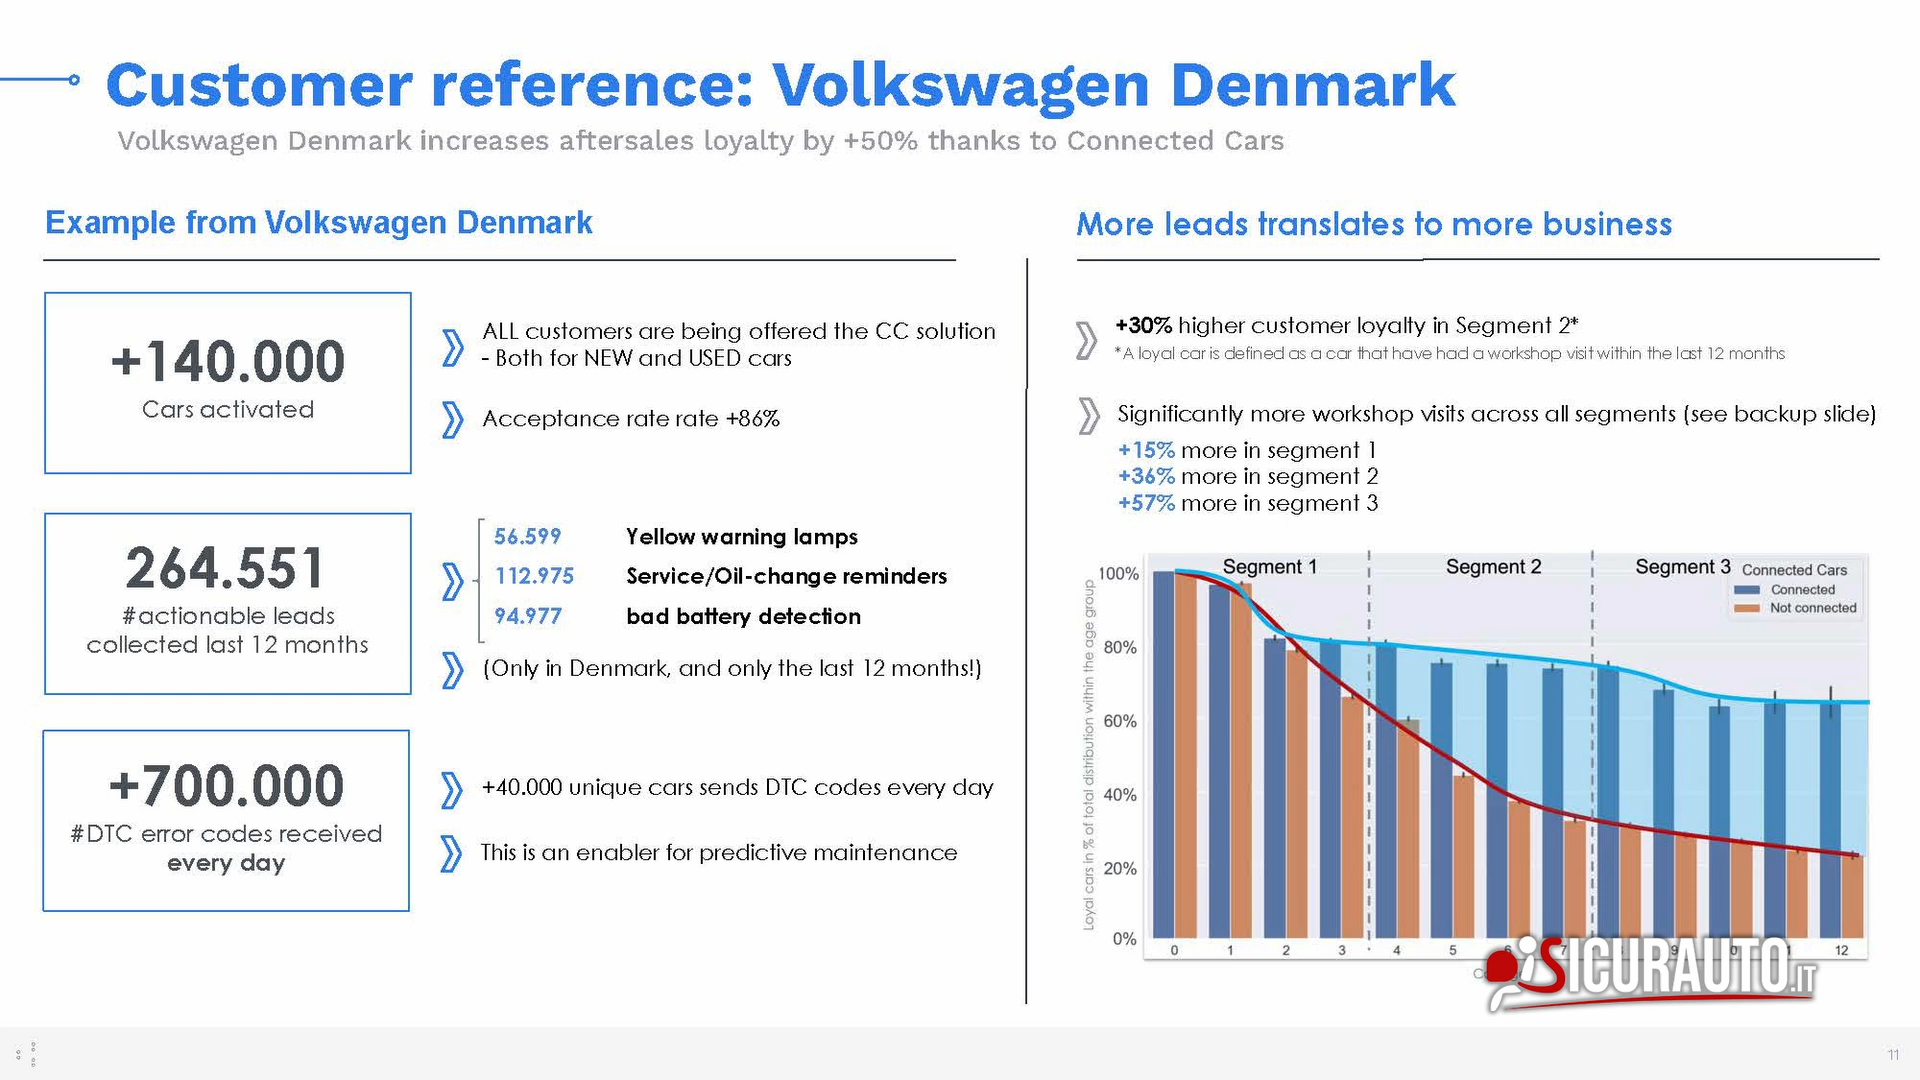 Customer reference: Volkswagen Denmark
Volkswagen Denmark increases aftersales loyalty by +50% thanks to Connected Cars
Example from Volkswagen Denmark
+140.000
Cars activated
ALL customers are being offered the CC solution
- Both for NEW and USED cars
Acceptance rate rate +86%
264.551
#actionable leads
collected last 12 months
56.599 Yellow warning lamps
112.975 Service/Oil-change reminders
94.977 bad battery detection
(Only in Denmark, and only the last 12 months!)
+700.000
#DTC error codes received
every day
+40.000 unique cars sends DTC codes every day
This is an enabler for predictive maintenance
More leads translates to more business
+30% higher customer loyalty in Segment 2*
*A loyal car is defined as a car that have had a workshop visit within the last 12 months
Significantly more workshop visits across all segments (see backup slide)
+15% more in segment 1
+36% more in segment 2
+57% more in segment 3
Segment 1 Segment 2 Segment 3
Connected Cars
Connected
Not connected
Loyal cars in % of total distribution within the age group
100%
80%
60%
40%
20%
0%
0 1 2 3 4 5 6 7 9 12
SICURAUTO.IT
11